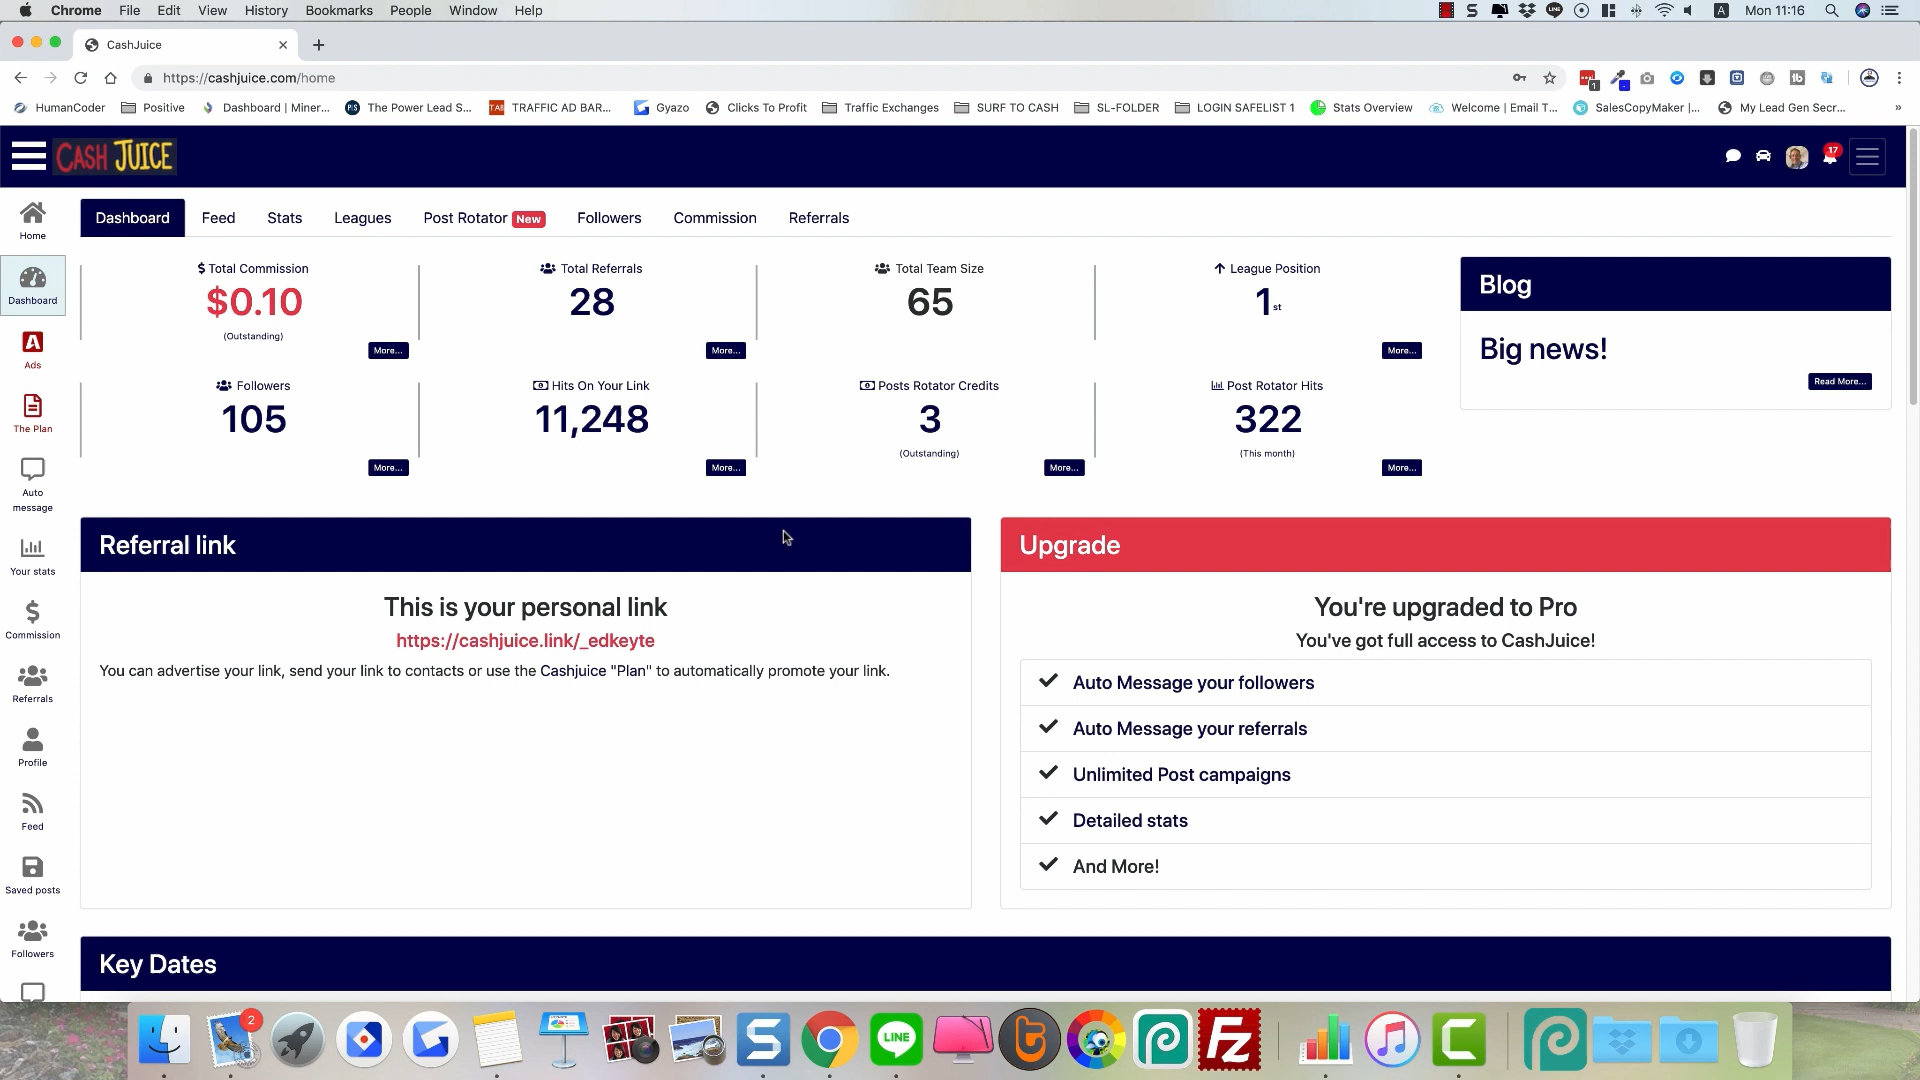 Chrome File Edit View History Bookmarks People Window Help
A Mon 11:16
CashJuice
https://cashjuice.com/home
1
HumanCoder Positive Dashboard | Miner... The Power Lead S... TRAFFIC AD BAR... Gyazo Clicks To Profit Traffic Exchanges SURF TO CASH SL-FOLDER LOGIN SAFELIST 1 Stats Overview Welcome | Email T... SalesCopyMaker |... My Lead Gen Secr... »
CASH JUICE
17
Home
Dashboard
Ads
The Plan
Auto
message
Your stats
Commission
Referrals
Profile
Feed
Saved posts
Followers
Dashboard Feed Stats Leagues Post Rotator New Followers Commission Referrals
Total Commission
$0.10
(Outstanding)
More...
Total Referrals
28
More...
Total Team Size
65
League Position
1st
More...
Followers
105
More...
Hits On Your Link
11,248
More...
Posts Rotator Credits
3
(Outstanding)
More...
Post Rotator Hits
322
(This month)
More...
Blog
Big news!
Read More...
Referral link
This is your personal link
https://cashjuice.link/_edkeyte
You can advertise your link, send your link to contacts or use the Cashjuice "Plan" to automatically promote your link.
Upgrade
You're upgraded to Pro
You've got full access to CashJuice!
Auto Message your followers
Auto Message your referrals
Unlimited Post campaigns
Detailed stats
And More!
Key Dates
2
LINE